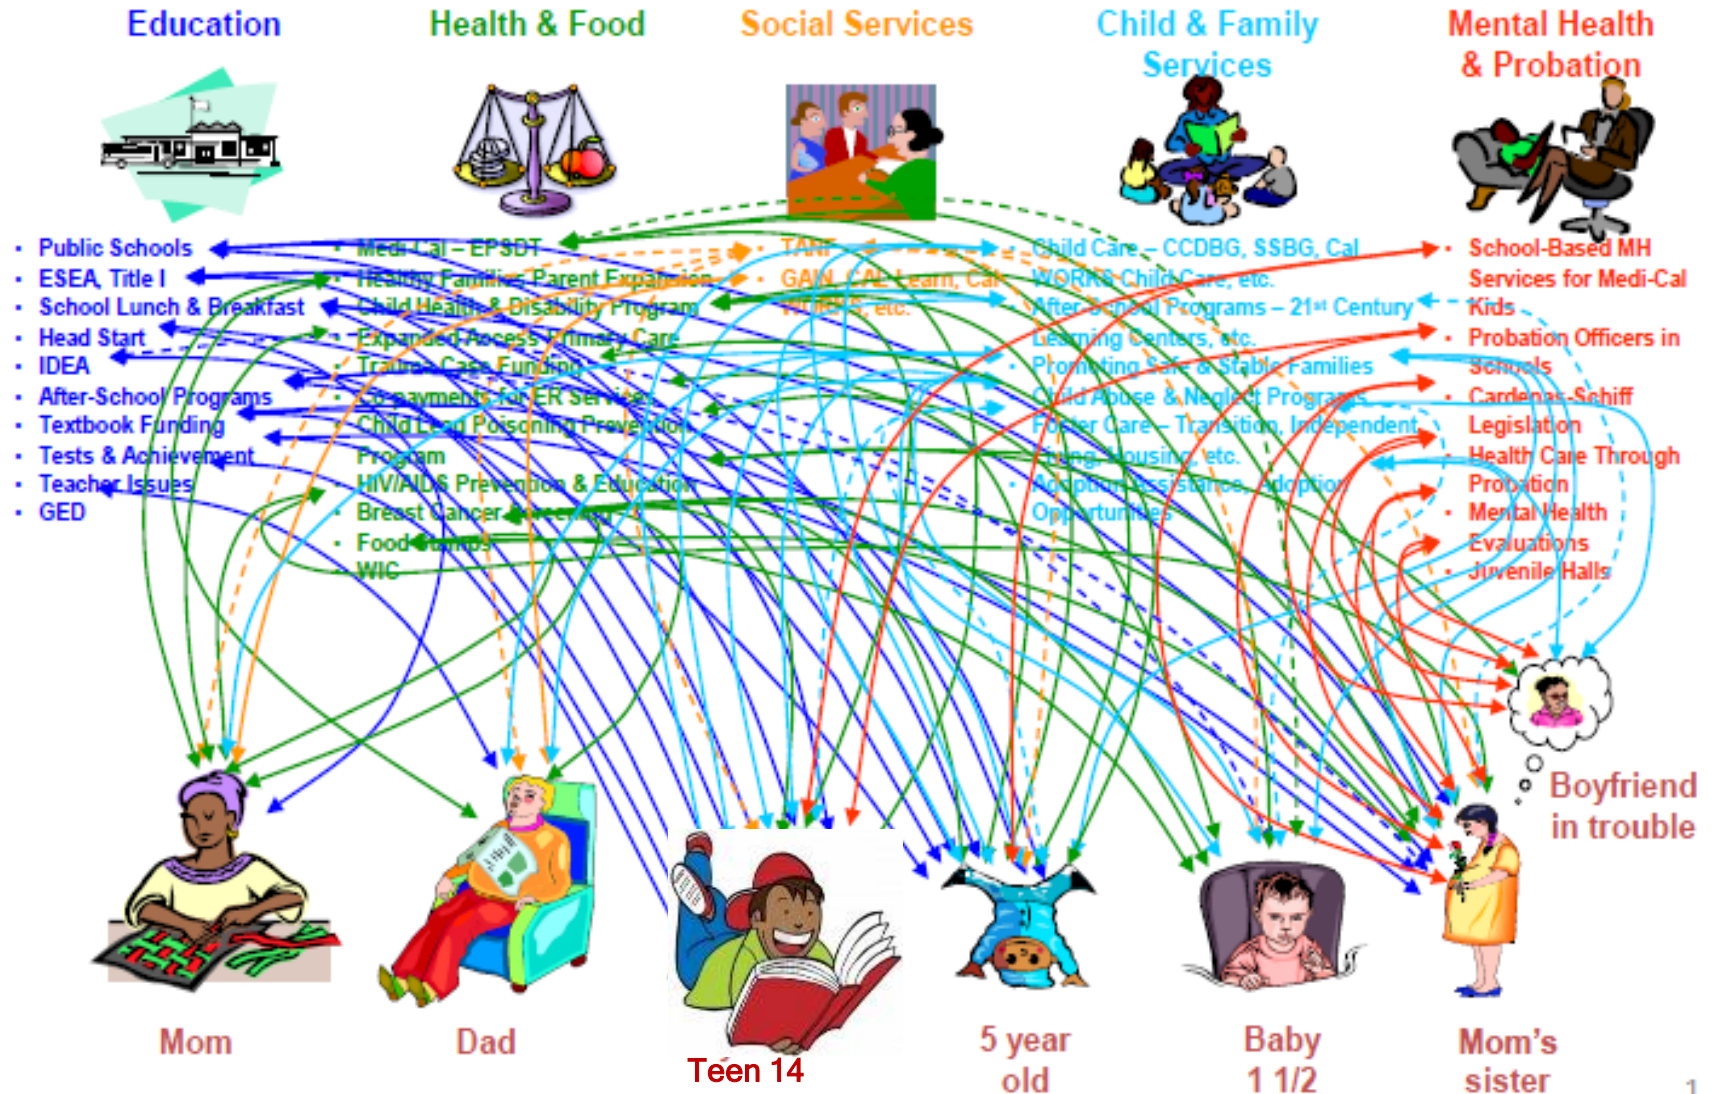 Education
Health & Food
Social Services
Child & Family
Services
Mental Health
& Probation
• Public Schools
• ESEA, Title I
• School Lunch & Breakfast
• Head Start
• IDEA
• After-School Programs
• Textbook Funding
• Tests & Achievement
• Teacher Issues
• GED
• Medi-Cal – EPSDT
• Healthy Families Parent Expansion
• Child Health & Disability Program
• Expanded Access Primary Care
• Trauma Case Funding
• Co-payments for ER Services
• Child Lead Poisoning Prevention
Program
• HIV/AIDS Prevention & Education
• Breast Cancer
• Food Stamps
• WIC
• TANF
• GAIN, CAL Learn, Cal
WORKS, etc.
• Child Care – CCDBG, SSBG, Cal
WORKS Child Care, etc.
• After-School Programs – 21st Century
Learning Centers, etc.
• Promoting Safe & Stable Families
• Child Abuse & Neglect Programs
• Foster Care – Transition, Independent
Housing, etc.
• Adoption Assistance, Adoption
Opportunities
• School-Based MH
Services for Medi-Cal
Kids
• Probation Officers in
Schools
• Cardenas-Schiff
Legislation
• Health Care Through
Probation
• Mental Health
Evaluations
• Juvenile Halls
Boyfriend
in trouble
Mom
Dad
Teen 14
5 year
old
Baby
1 1/2
Mom's
sister
1